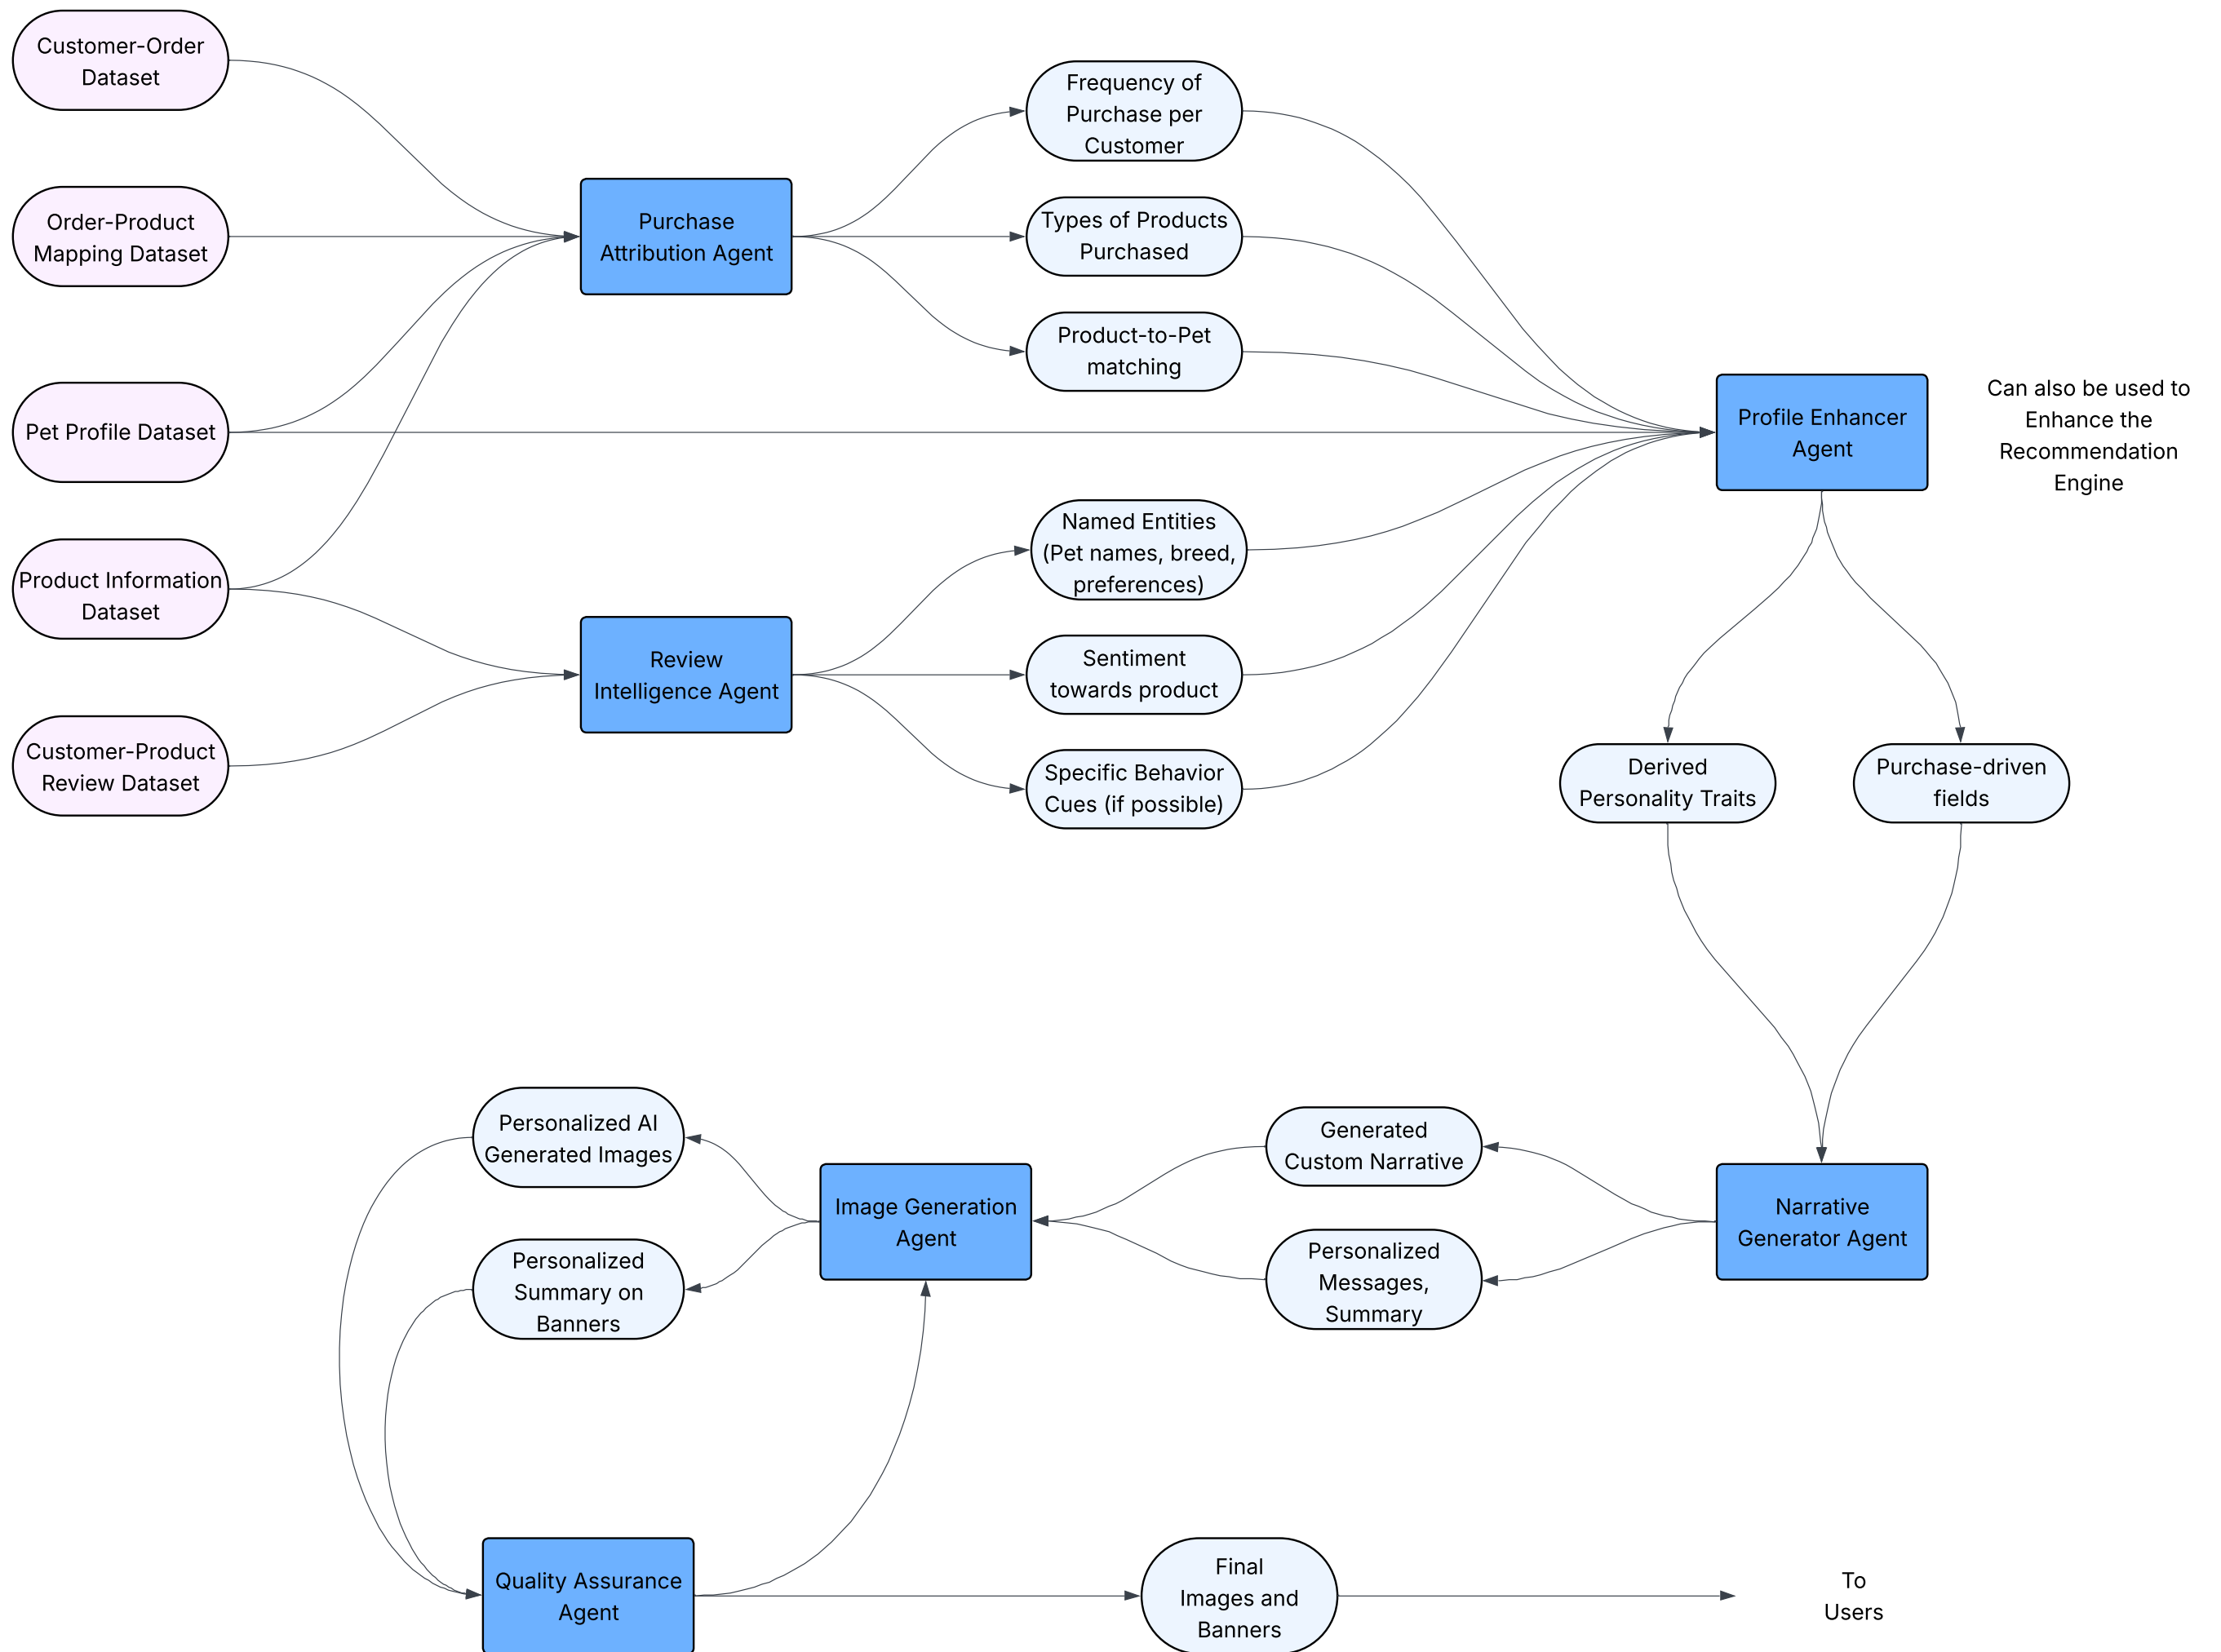 Customer-Order
Dataset
Order-Product
Mapping Dataset
Pet Profile Dataset
Product Information
Dataset
Customer-Product
Review Dataset
Purchase
Attribution Agent
Review
Intelligence Agent
Frequency of
Purchase per
Customer
Types of Products
Purchased
Product-to-Pet
matching
Named Entities
(Pet names, breed,
preferences)
Sentiment
towards product
Specific Behavior
Cues (if possible)
Profile Enhancer
Agent
Can also be used to
Enhance the
Recommendation
Engine
Derived
Personality Traits
Purchase-driven
fields
Narrative
Generator Agent
Generated
Custom Narrative
Personalized
Messages,
Summary
Image Generation
Agent
Personalized AI
Generated Images
Personalized
Summary on
Banners
Quality Assurance
Agent
Final
Images and
Banners
To
Users